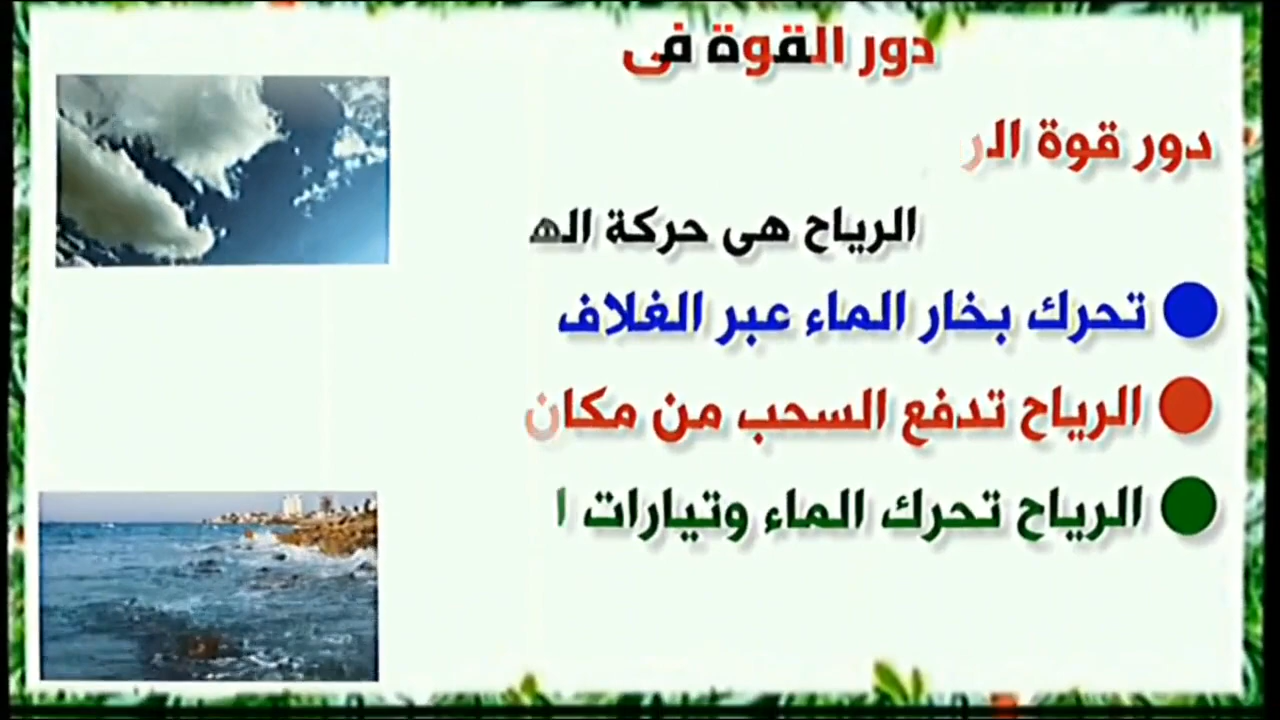 دور القوة فى
دور قوة الر
الرياح هى حركة اله
تحرك بخار الماء عبر الغلاف
الرياح تدفع السحب من مكان
الرياح تحرك الماء وتيارات ا